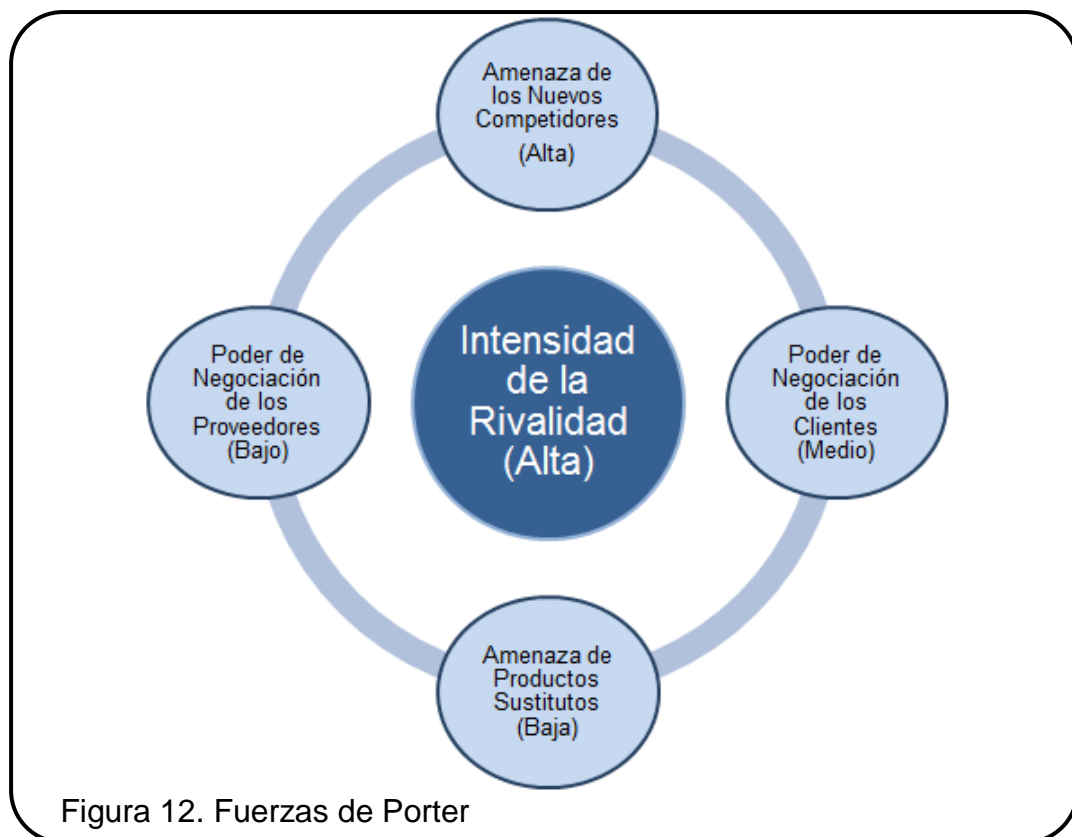 Amenaza de
los Nuevos
Competidores
(Alta)
Poder de
Negociación
de los
Proveedores
(Bajo)
Intensidad
de la
Rivalidad
(Alta)
Poder de
Negociación
de los
Clientes
(Medio)
Amenaza de
Productos
Sustitutos
(Baja)
Figura 12. Fuerzas de Porter